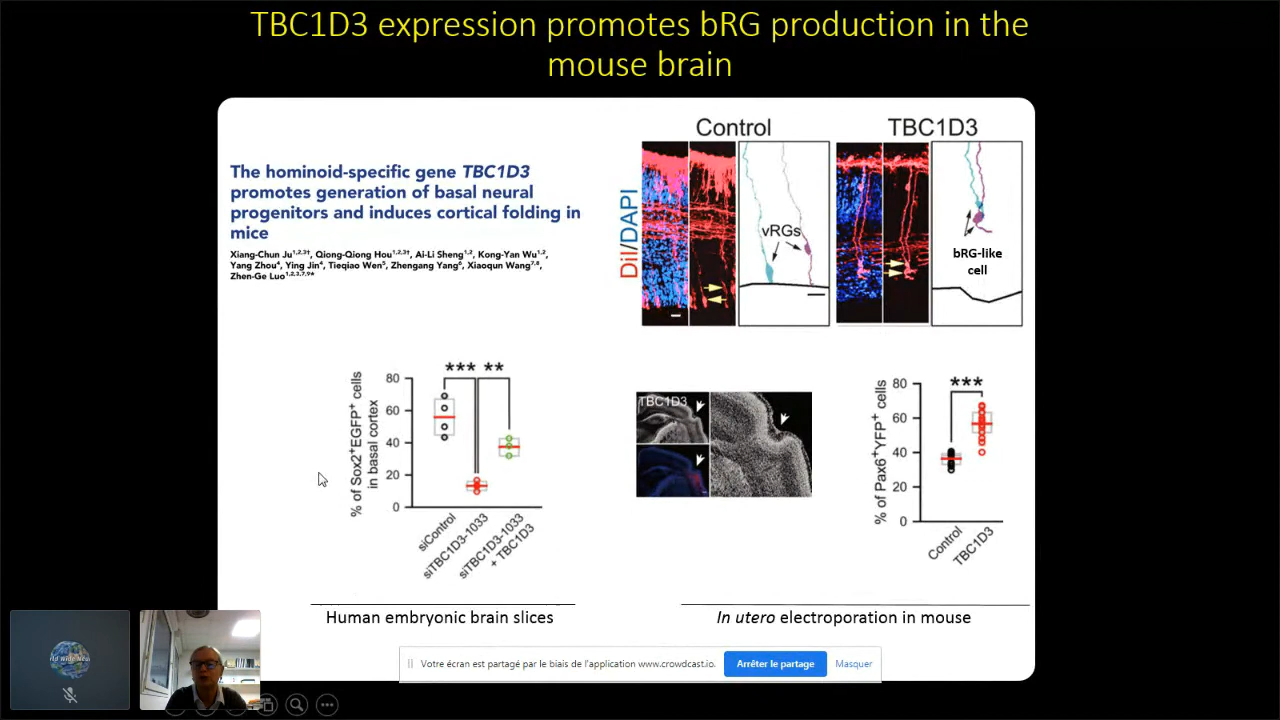 TBC1D3 expression promotes bRG production in the
mouse brain
The hominoid-specific gene TBC1D3
promotes generation of basal neural
progenitors and induces cortical folding in
mice
Xiang-Chun Ju1,2,3†, Qiong-Qiong Hou1,2,3†, Ai-Li Sheng1,2, Kong-Yan Wu1,2,
Yang Zhou4, Ying Jin4, Tieqiao Wen5, Zhengang Yang6, Xiaoqun Wang7,8,
Zhen-Ge Luo1,2,3,7,9*
Control
TBC1D3
DiI/DAPI
vRGs
bRG-like
cell
% of Sox2+EGFP+ cells
in basal cortex
*** **
80
60
40
20
0
siControl
siTBC1D3-1033
siTBC1D3-1033
+ TBC1D3
Human embryonic brain slices
TBC1D3
% of Pax6+YFP+ cells
***
80
60
40
20
0
Control
TBC1D3
In utero electroporation in mouse
Votre écran est partagé par le biais de l'application www.crowdcast.io.
Arrêter le partage
Masquer